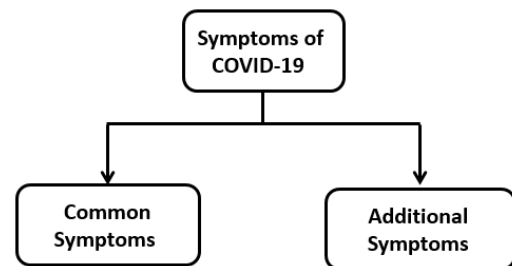 Symptoms of
COVID-19
Common
Symptoms
Additional
Symptoms